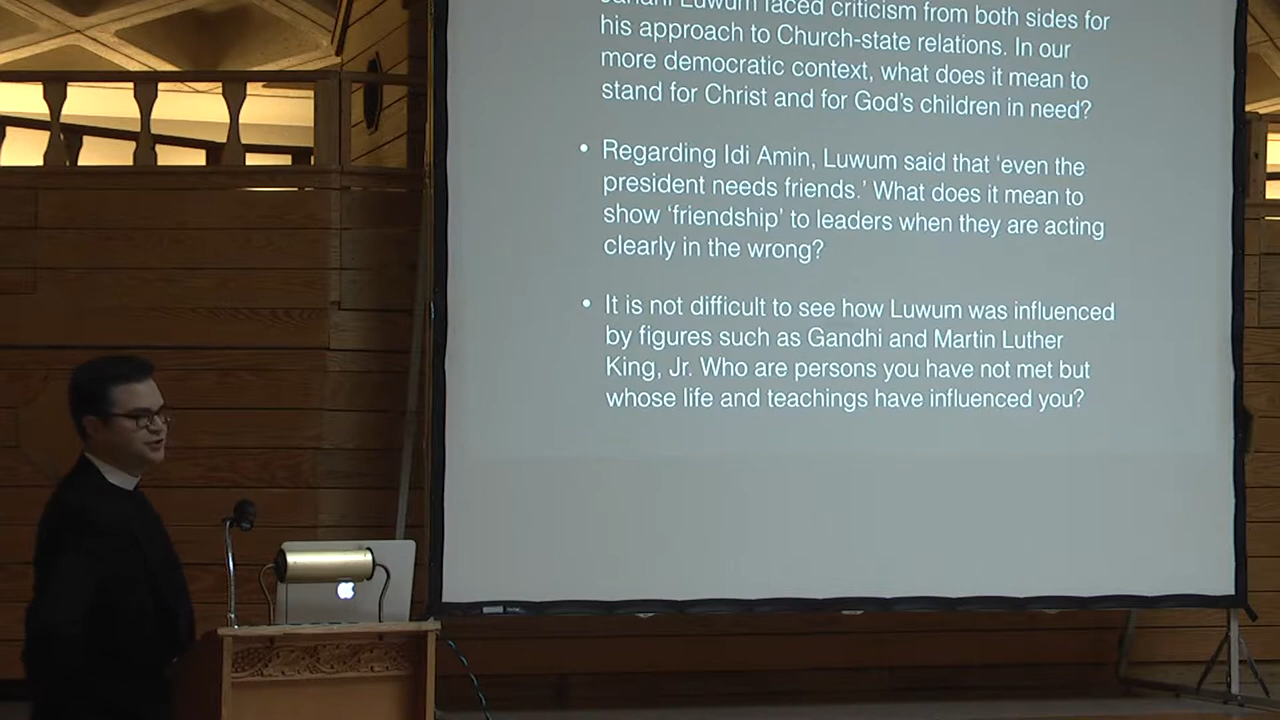 Luwum faced criticism from both sides for
his approach to Church-state relations. In our
more democratic context, what does it mean to
stand for Christ and for God's children in need?
• Regarding Idi Amin, Luwum said that ‘even the
president needs friends.’ What does it mean to
show ‘friendship’ to leaders when they are acting
clearly in the wrong?
• It is not difficult to see how Luwum was influenced
by figures such as Gandhi and Martin Luther
King, Jr. Who are persons you have not met but
whose life and teachings have influenced you?